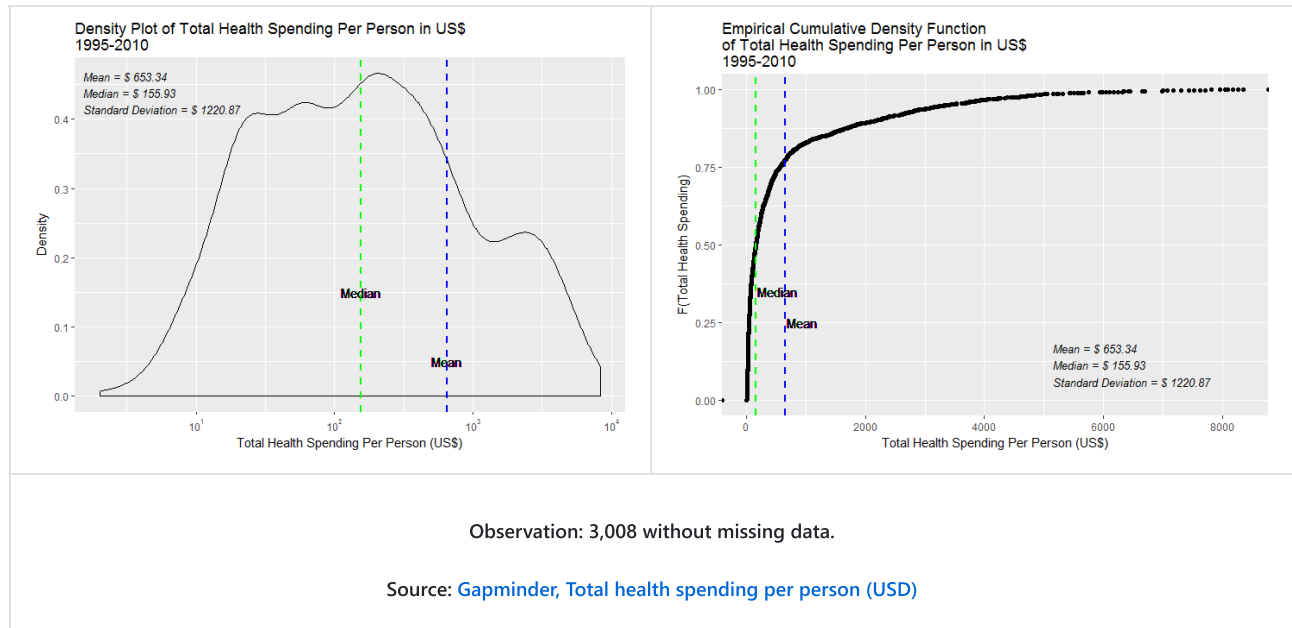 Density Plot of Total Health Spending Per Person in US$
1995-2010
Mean = $ 653.34
Median = $ 155.93
Standard Deviation = $ 1220.87
Density
0.4
0.3
0.2
0.1
0.0
Median
Mean
10¹
10²
10³
10⁴
Total Health Spending Per Person (US$)
Empirical Cumulative Density Function
of Total Health Spending Per Person in US$
1995-2010
F(Total Health Spending)
1.00
0.75
0.50
0.25
0.00
Median
Mean
Mean = $ 653.34
Median = $ 155.93
Standard Deviation = $ 1220.87
0
2000
4000
6000
8000
Total Health Spending Per Person (US$)
Observation: 3,008 without missing data.
Source: Gapminder, Total health spending per person (USD)